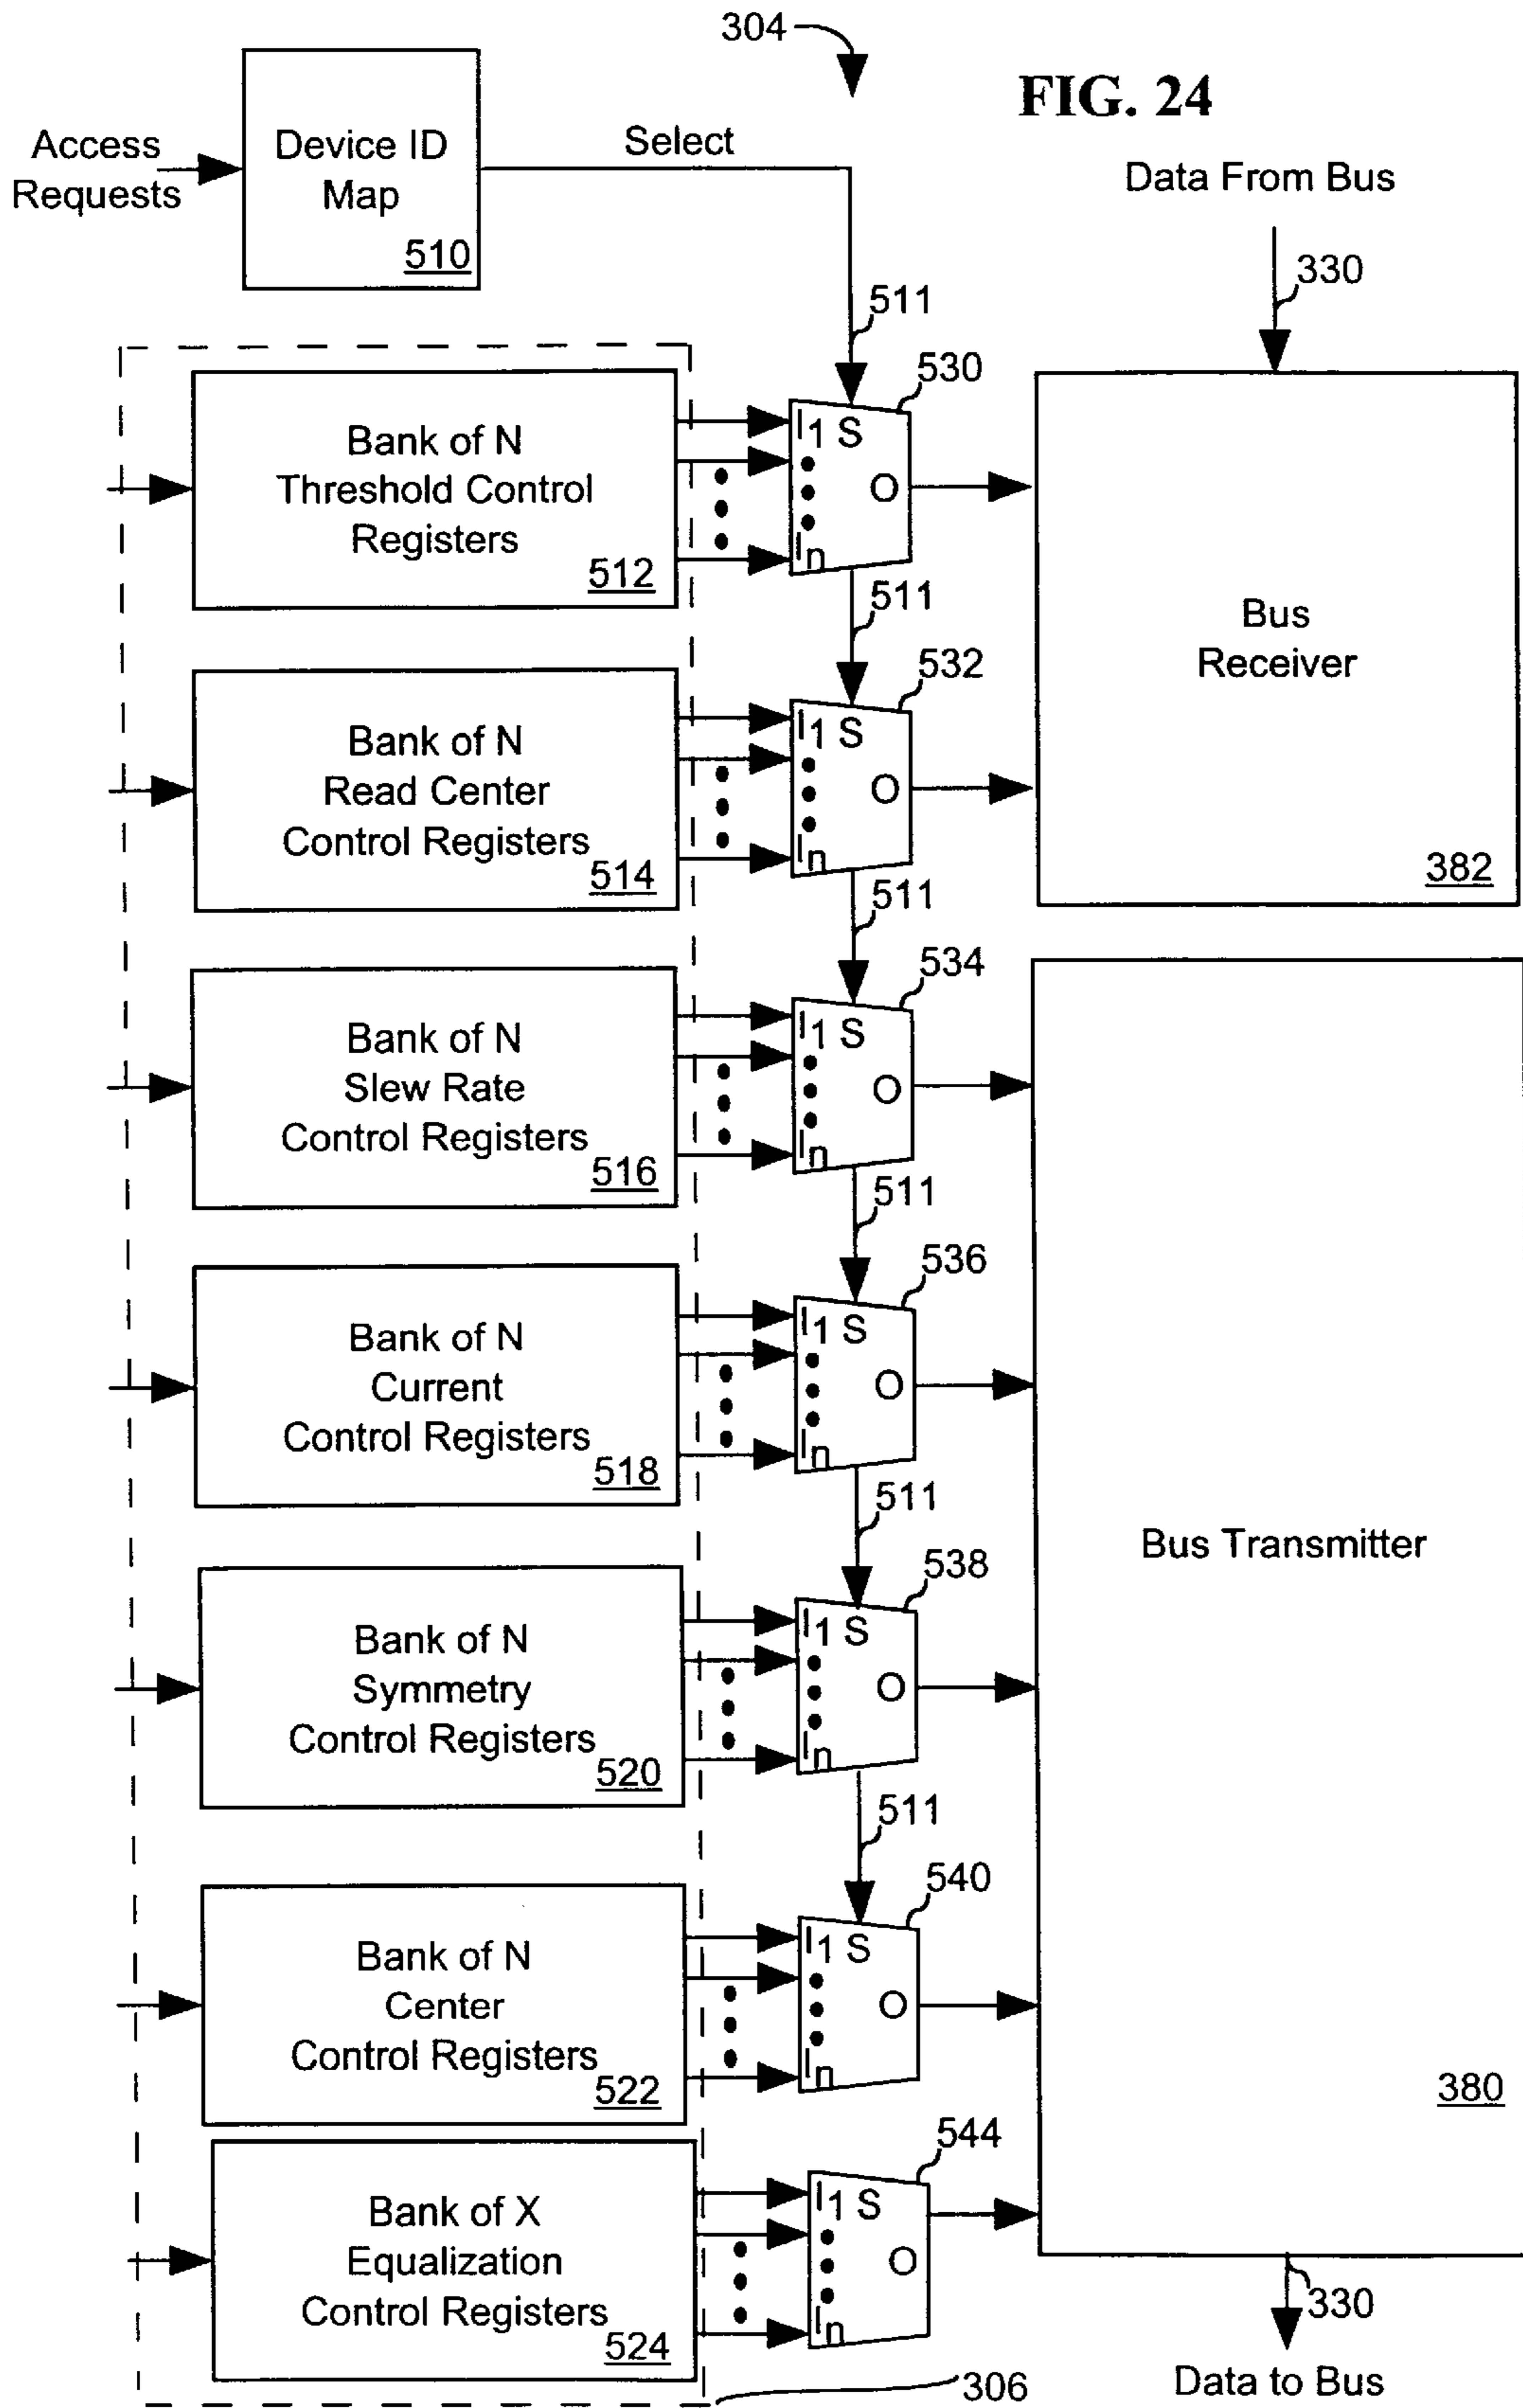 304
FIG. 24
Access
Requests
Device ID
Map
510
Select
Data From Bus
511
330
Bank of N
Threshold Control
Registers
512
I1 S
In
O
530
511
Bus
Receiver
382
Bank of N
Read Center
Control Registers
514
I1 S
In
O
532
511
Bank of N
Slew Rate
Control Registers
516
I1 S
In
O
534
511
Bank of N
Current
Control Registers
518
I1 S
In
O
536
511
Bus Transmitter
380
Bank of N
Symmetry
Control Registers
520
I1 S
In
O
538
511
Bank of N
Center
Control Registers
522
I1 S
In
O
540
Bank of X
Equalization
Control Registers
524
I1 S
In
O
544
330
306
Data to Bus